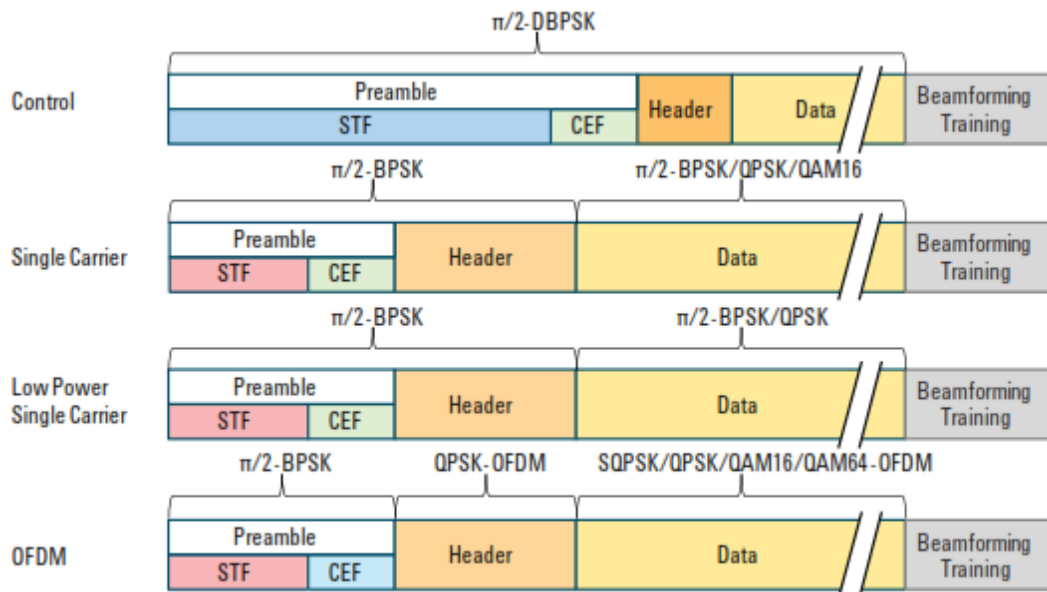 π/2-DBPSK
Control
Preamble
STF
CEF
Header
Data
Beamforming
Training
π/2-BPSK
π/2-BPSK/QPSK/QAM16
Single Carrier
Preamble
STF
CEF
Header
Data
Beamforming
Training
π/2-BPSK
π/2-BPSK/QPSK
Low Power
Single Carrier
Preamble
STF
CEF
Header
Data
Beamforming
Training
π/2-BPSK
QPSK-OFDM
SQPSK/QPSK/QAM16/QAM64-OFDM
OFDM
Preamble
STF
CEF
Header
Data
Beamforming
Training